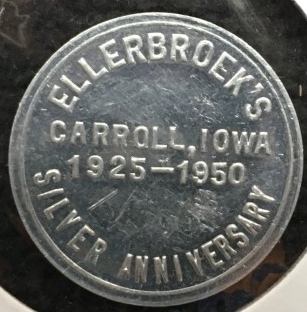 ELLERBROEK'S
CARROLL, IOWA
1925-1950
SILVER ANNIVERSARY